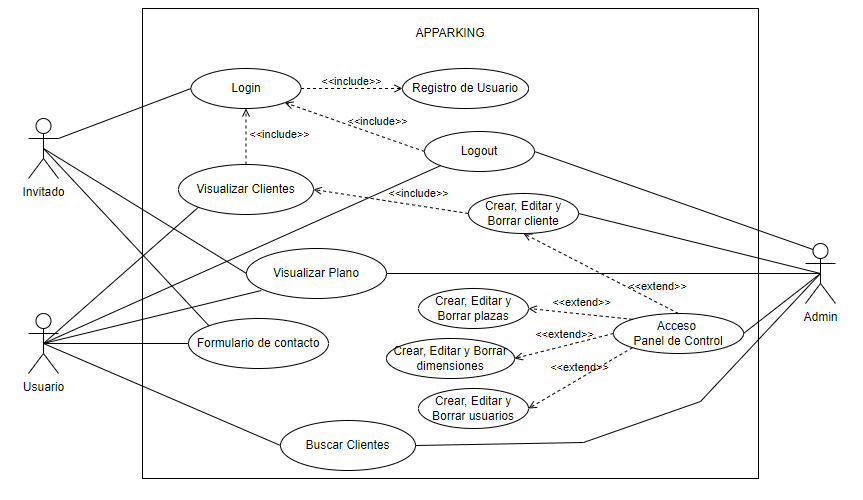 APPARKING
Login
<<include>>
Registro de Usuario
<<include>>
<<include>>
Logout
Invitado
Visualizar Clientes
<<include>>
Crear, Editar y
Borrar cliente
Visualizar Plano
<<extend>>
Crear, Editar y
Borrar plazas
<<extend>>
Acceso
Panel de Control
Admin
Formulario de contacto
<<extend>>
Crear, Editar y Borrar
dimensiones
<<extend>>
Usuario
Crear, Editar y
Borrar usuarios
Buscar Clientes